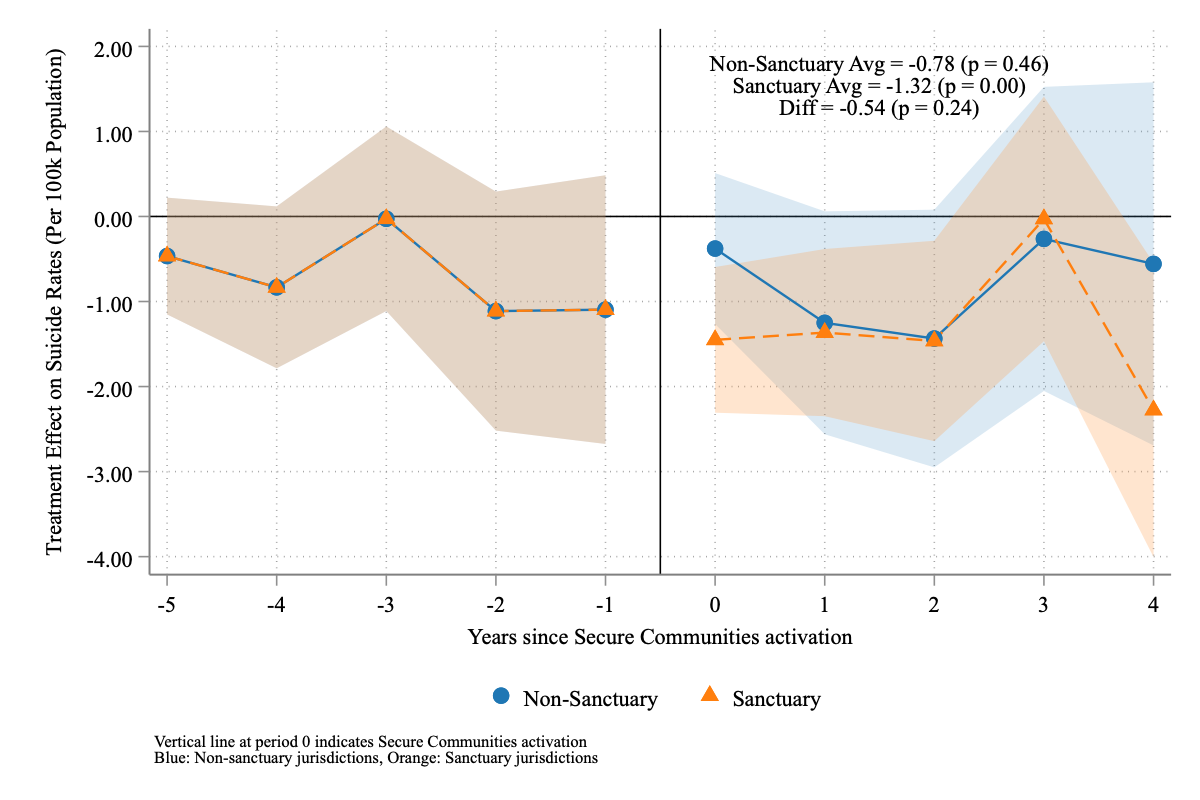 Treatment Effect on Suicide Rates (Per 100k Population)
2.00
1.00
0.00
-1.00
-2.00
-3.00
-4.00
Non-Sanctuary Avg = -0.78 (p = 0.46)
Sanctuary Avg = -1.32 (p = 0.00)
Diff = -0.54 (p = 0.24)
-5 -4 -3 -2 -1 0 1 2 3 4
Years since Secure Communities activation
Non-Sanctuary Sanctuary
Vertical line at period 0 indicates Secure Communities activation
Blue: Non-sanctuary jurisdictions, Orange: Sanctuary jurisdictions